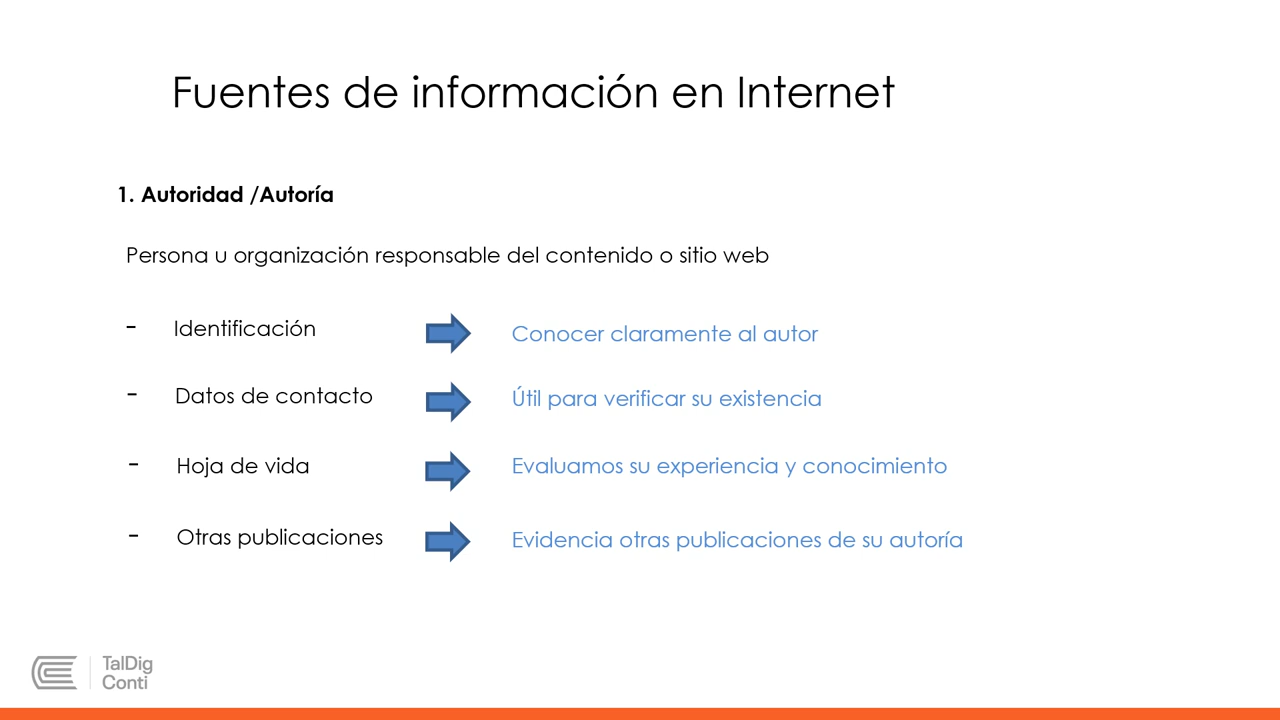 Fuentes de información en Internet
1. Autoridad /Autoría
Persona u organización responsable del contenido o sitio web
- Identificación Conocer claramente al autor
- Datos de contacto Útil para verificar su existencia
- Hoja de vida Evaluamos su experiencia y conocimiento
- Otras publicaciones Evidencia otras publicaciones de su autoría
TalDig
Conti